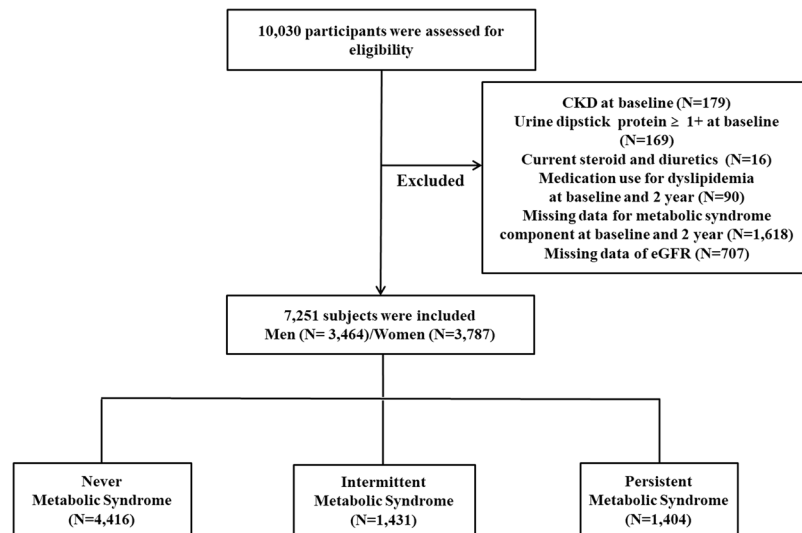 10,030 participants were assessed for
eligibility
CKD at baseline (N=179)
Urine dipstick protein ≥ 1+ at baseline
(N=169)
Current steroid and diuretics (N=16)
Medication use for dyslipidemia
at baseline and 2 year (N=90)
Missing data for metabolic syndrome
component at baseline and 2 year (N=1,618)
Missing data of eGFR (N=707)
Excluded
7,251 subjects were included
Men (N= 3,464)/Women (N=3,787)
Never
Metabolic Syndrome
(N=4,416)
Intermittent
Metabolic Syndrome
(N=1,431)
Persistent
Metabolic Syndrome
(N=1,404)